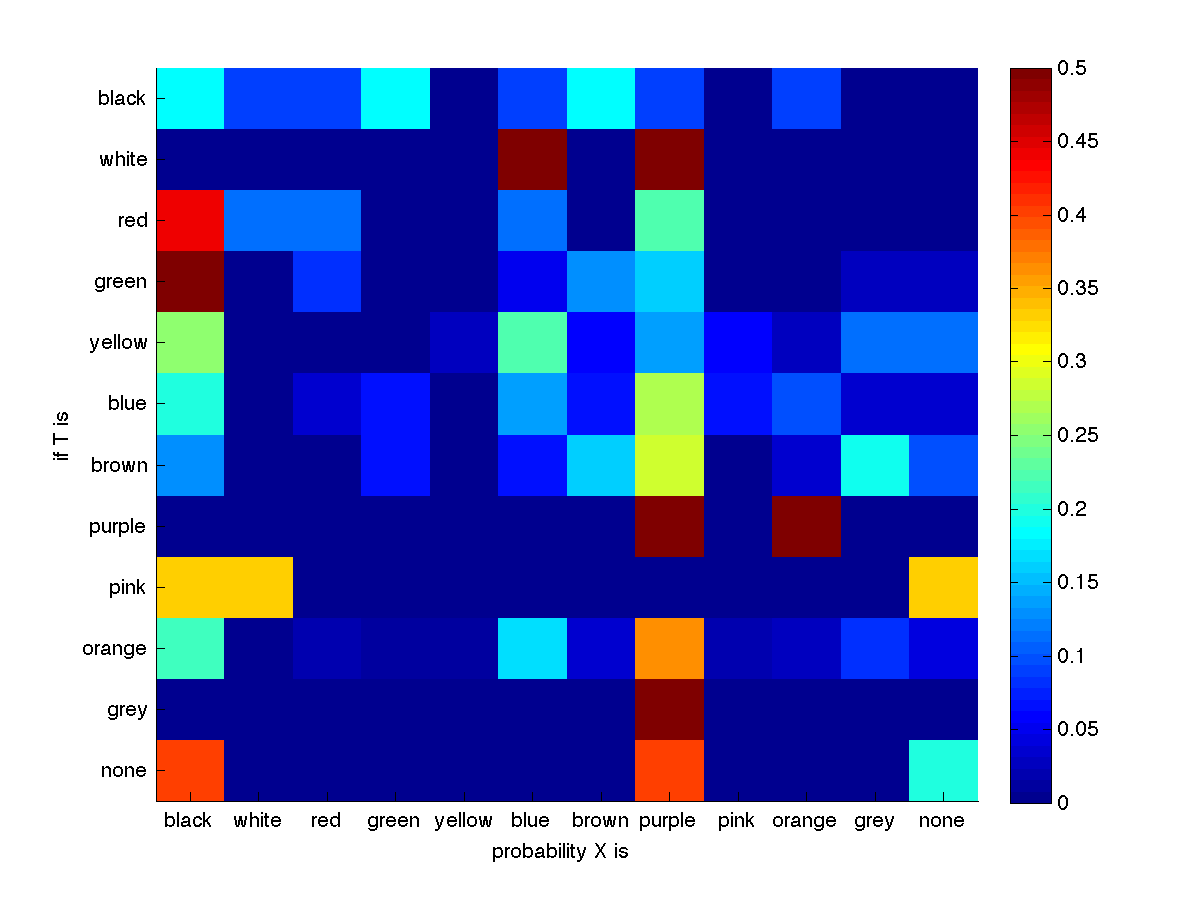 black
white
red
green
yellow
blue
brown
purple
pink
orange
grey
none
if T is
black white red green yellow blue brown purple pink orange grey none
probability X is
0.5
0.45
0.4
0.35
0.3
0.25
0.2
0.15
0.1
0.05
0